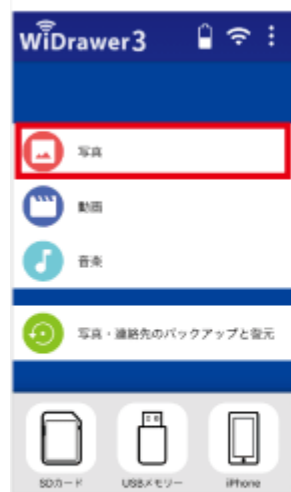 WiDrawer3
写真
動画
音楽
写真・連絡先のバックアップと復元
SDカード
USBメモリー
iPhone